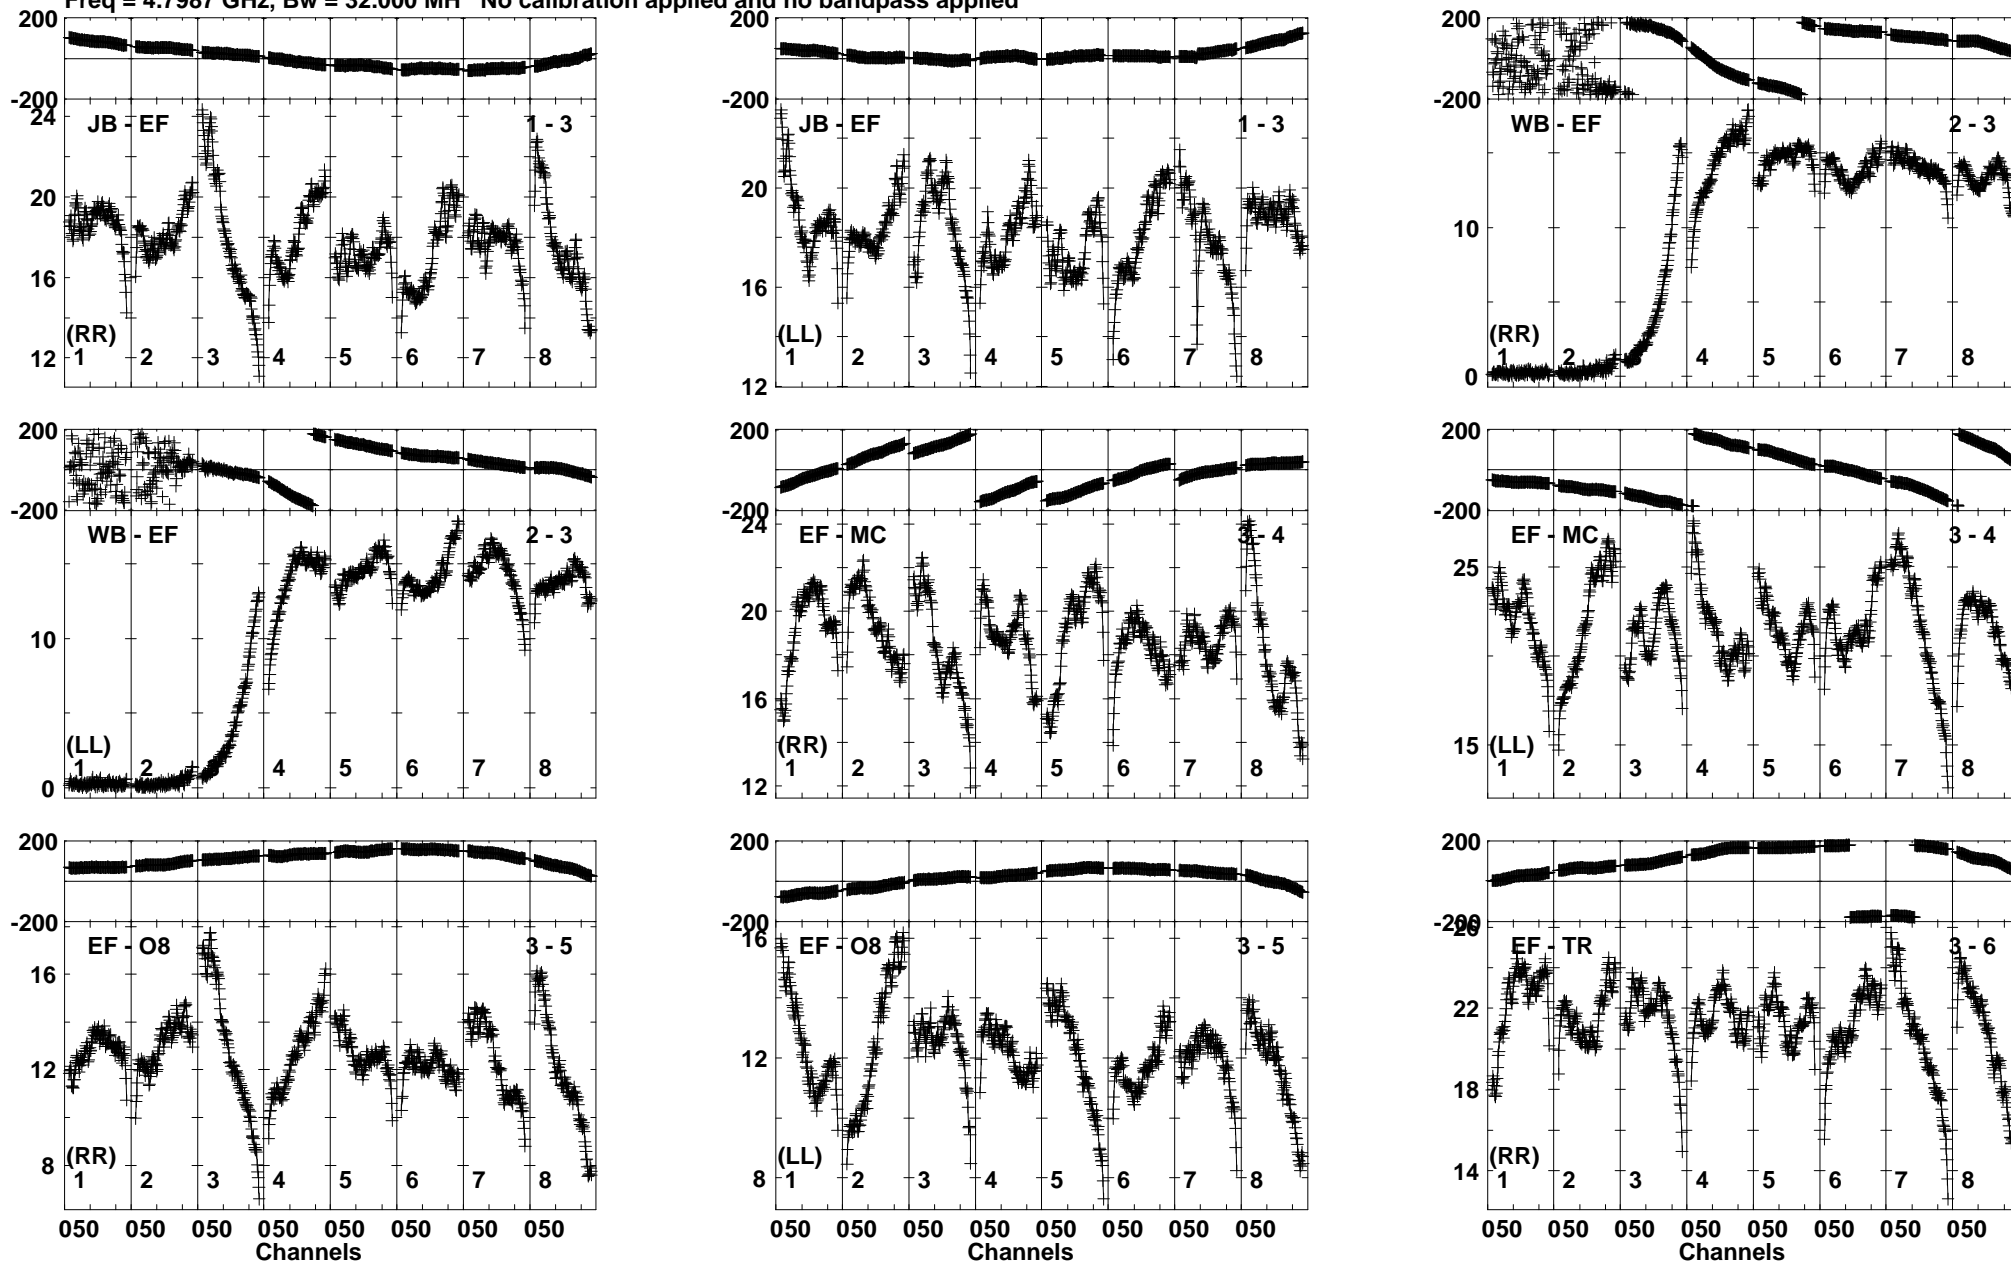 Freq = 4.7987 GHz, Bw = 32.000 MH No calibration applied and no bandpass applied
200 200 200
-200 -200 -200
24 JB - EF 1 - 3 JB - EF 1 - 3 WB - EF 2 - 3
20 20
16 16 10
(RR) (LL) (RR)
12 12 0
1 2 3 4 5 6 7 8 1 2 3 4 5 6 7 8 1 2 3 4 5 6 7 8
200 200 200
-200 -200 -200
WB - EF 2 - 3 24 EF - MC 3 - 4 EF - MC 3 - 4
20 25
10 16
(LL) (RR) 15 (LL)
0 12
1 2 3 4 5 6 7 8 1 2 3 4 5 6 7 8 1 2 3 4 5 6 7 8
200 200 200
-200 -200 -200
EF - O8 3 - 5 16 EF - O8 3 - 5 26 EF - TR 3 - 6
16 22
12 12 18
8 (RR) 8 (LL) 14 (RR)
1 2 3 4 5 6 7 8 1 2 3 4 5 6 7 8 1 2 3 4 5 6 7 8
050 050 050 050 050 050 050 050 050 050 050 050 050 050 050 050 050 050 050 050 050 050 050 050
Channels Channels Channels